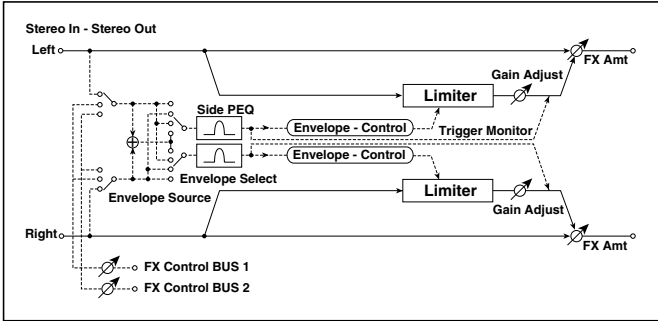 Stereo In - Stereo Out
Left
FX Amt
Gain Adjust
Limiter
Side PEQ
Trigger Monitor
Envelope - Control
Envelope - Control
Envelope Select
Envelope Source
Limiter
Gain Adjust
Right
FX Amt
FX Control BUS 1
FX Control BUS 2